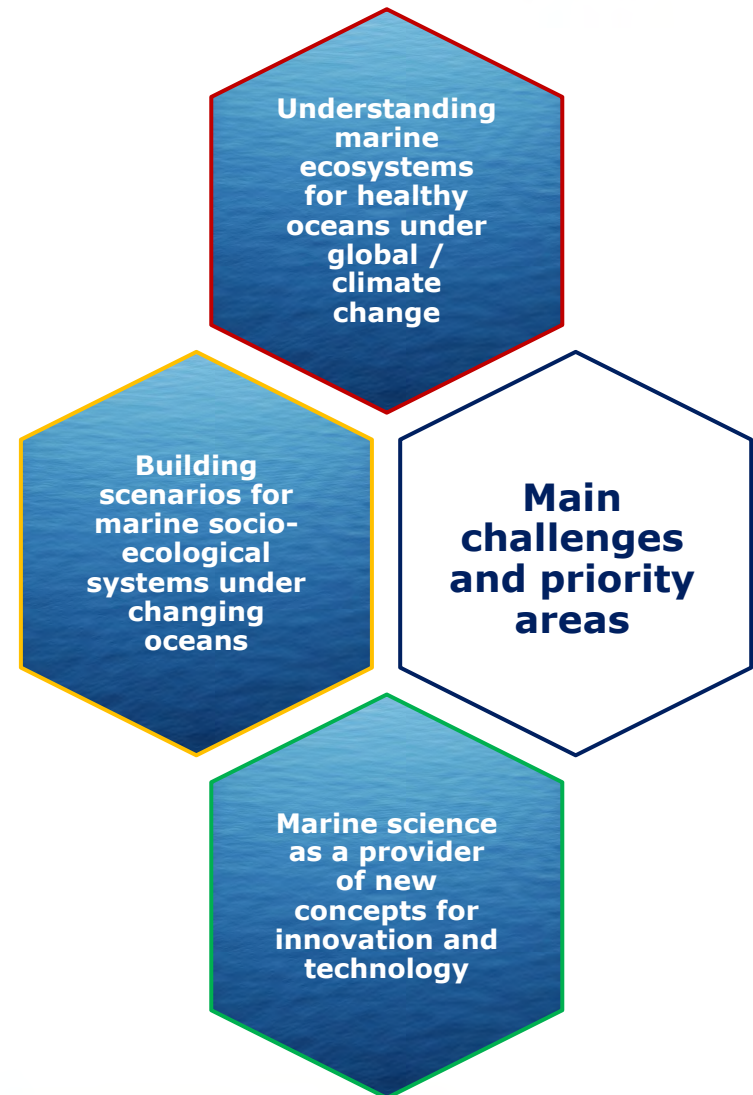 Understanding
marine
ecosystems
for healthy
oceans under
global /
climate
change
Building
scenarios for
marine socio-
ecological
systems under
changing
oceans
Main
challenges
and priority
areas
Marine science
as a provider
of new
concepts for
innovation and
technology